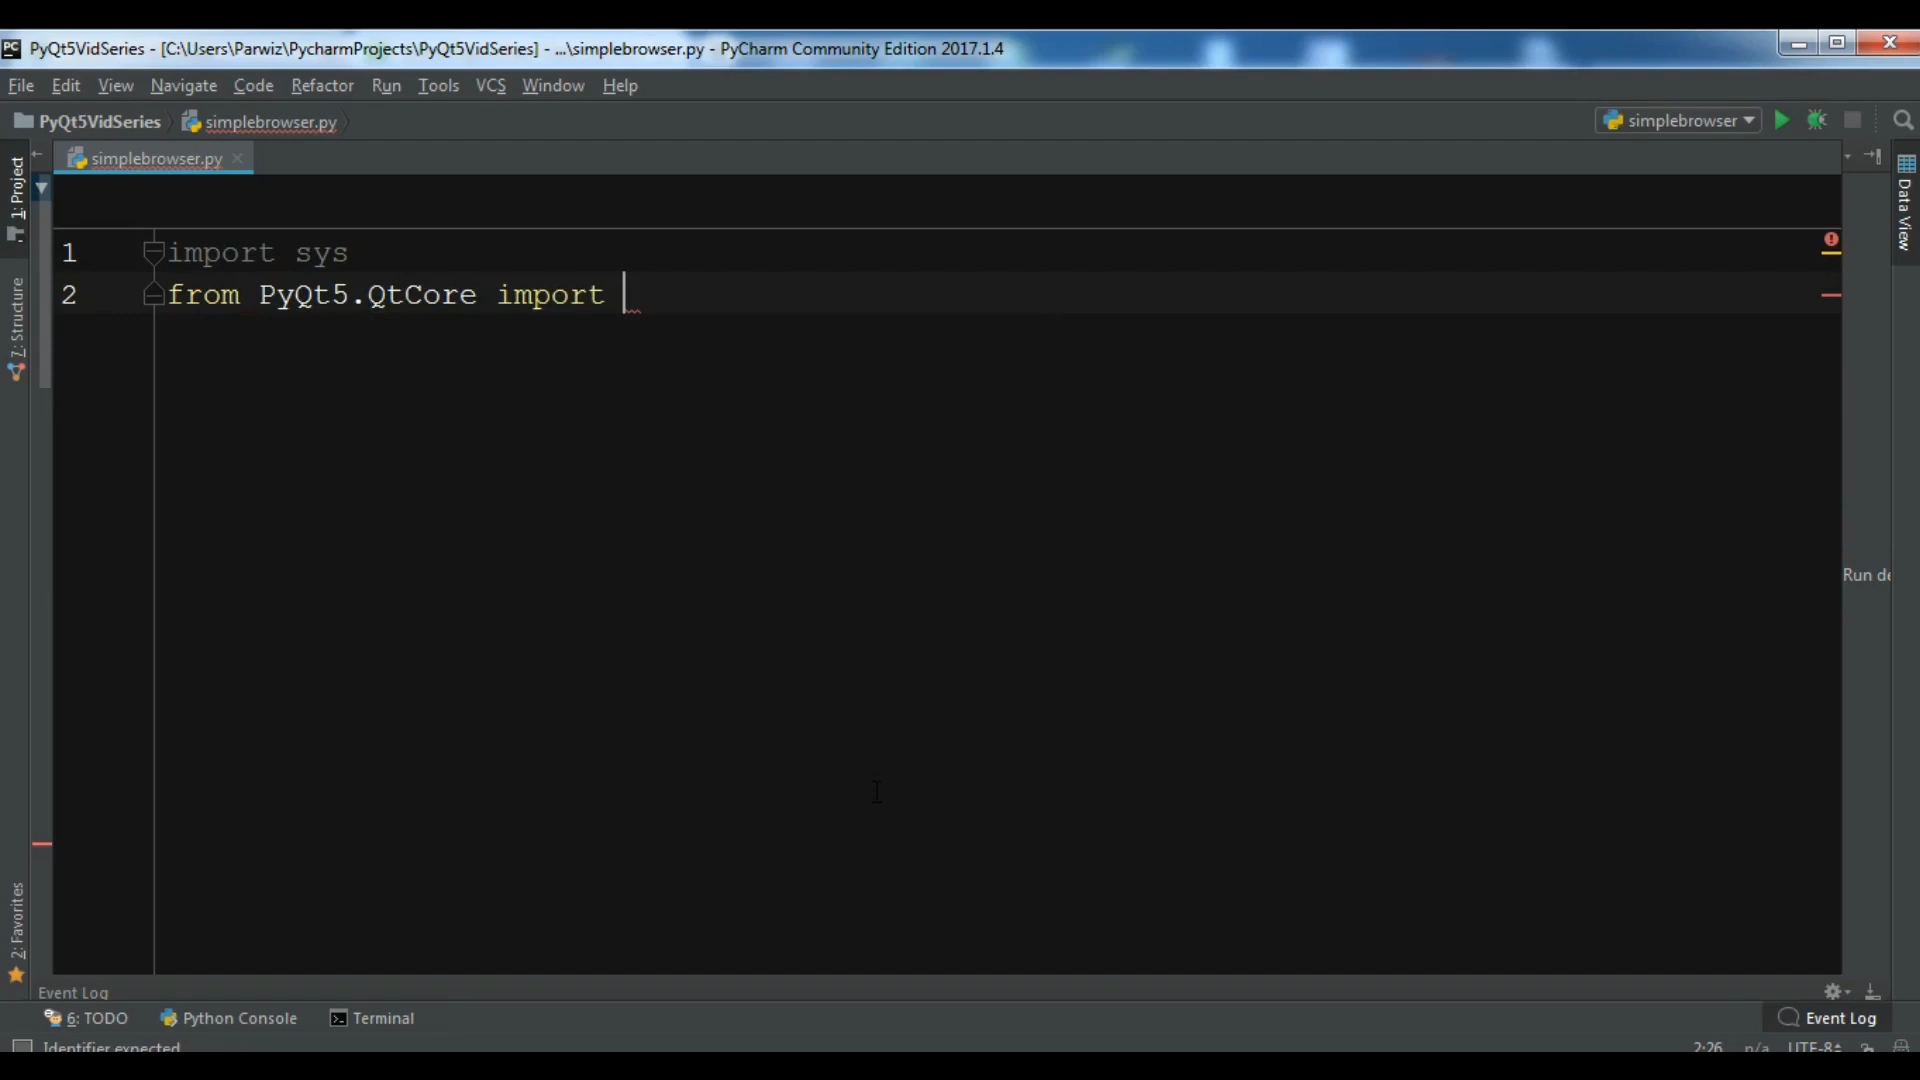 PyQt5VidSeries - [C:\Users\Parwiz\PycharmProjects\PyQt5VidSeries] - ...\simplebrowser.py - PyCharm Community Edition 2017.1.4
File Edit View Navigate Code Refactor Run Tools VCS Window Help
PyQt5VidSeries simplebrowser.py simplebrowser
simplebrowser.py
1: Project
7: Structure
2: Favorites
Data View
1 import sys
2 from PyQt5.QtCore import
Run de
Event Log
6: TODO Python Console Terminal Event Log
Identifier expected 2:26 n/a UTF-8